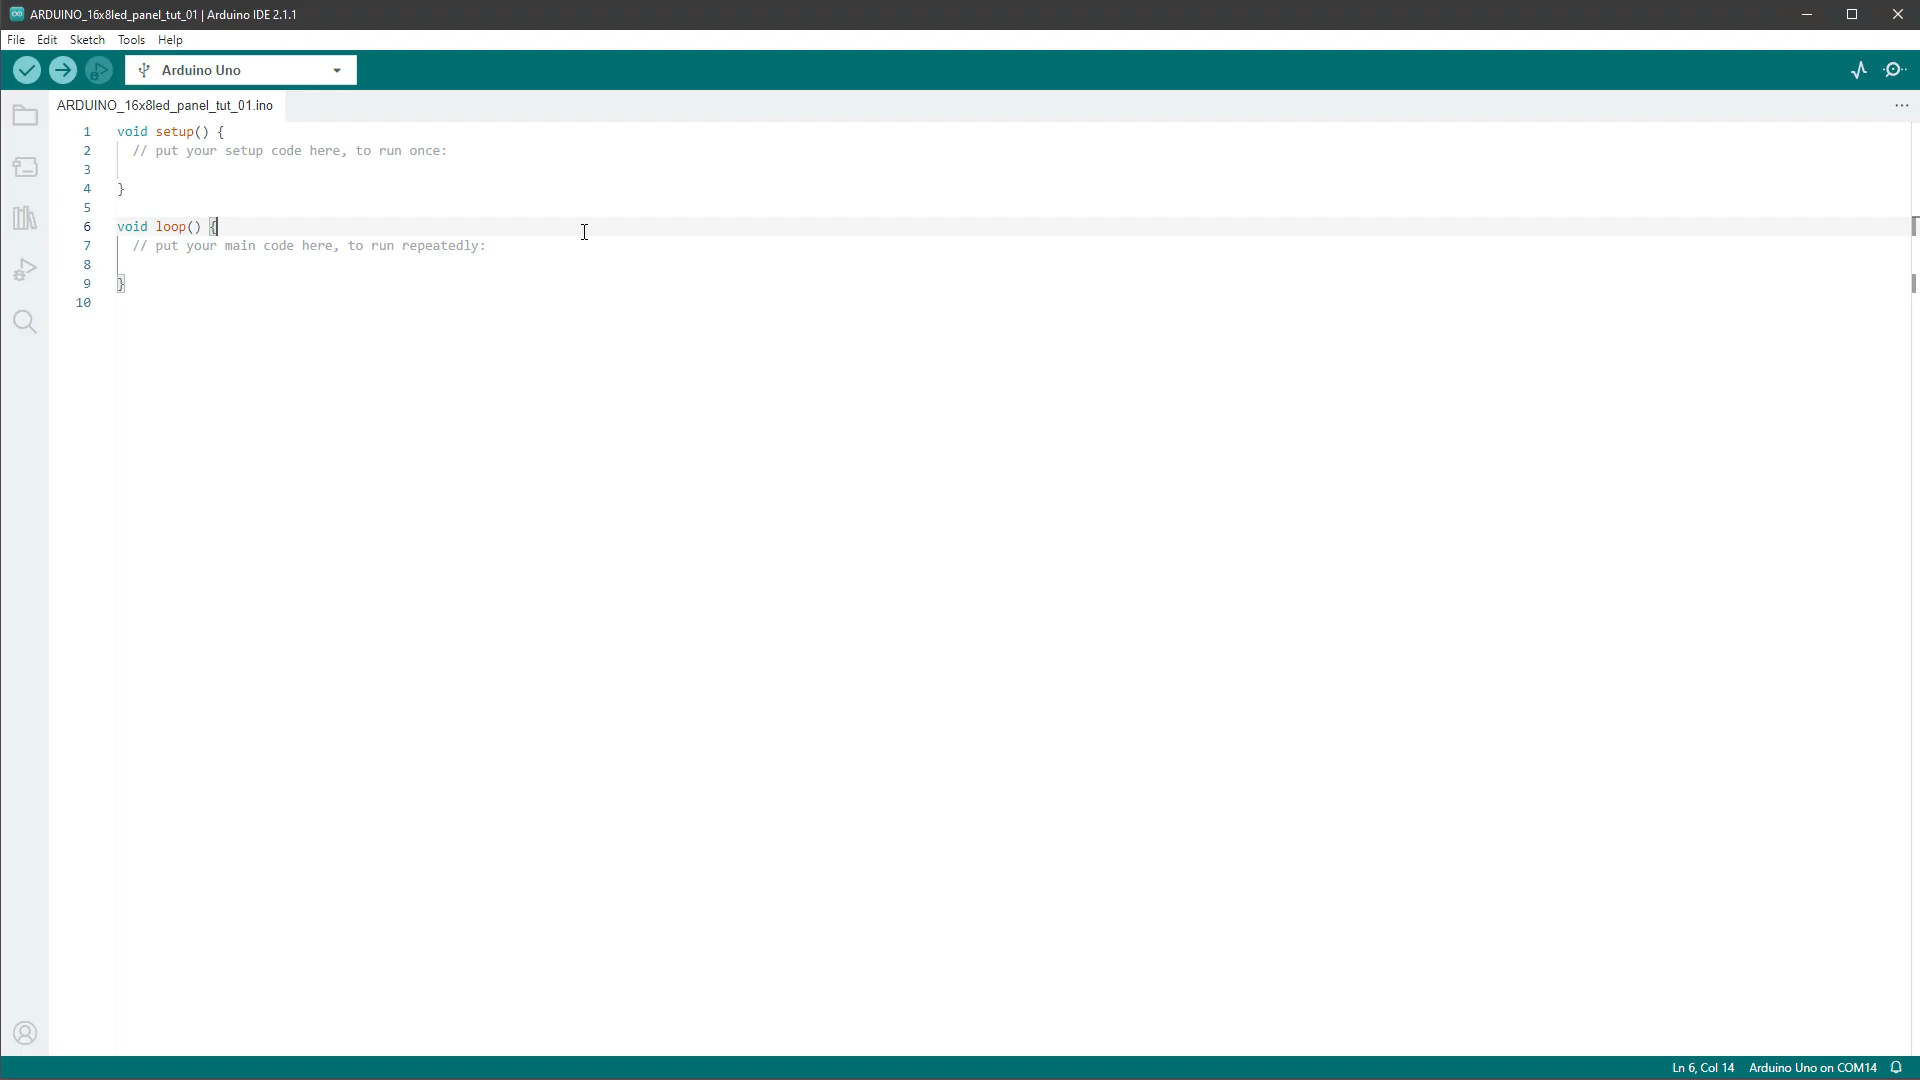 ARDUINO_16x8led_panel_tut_01 | Arduino IDE 2.1.1
File Edit Sketch Tools Help
Arduino Uno
ARDUINO_16x8led_panel_tut_01.ino
1 void setup() {
2 // put your setup code here, to run once:
3
4 }
5
6 void loop() {
7 // put your main code here, to run repeatedly:
8
9 }
10
Ln 6, Col 14 Arduino Uno on COM14